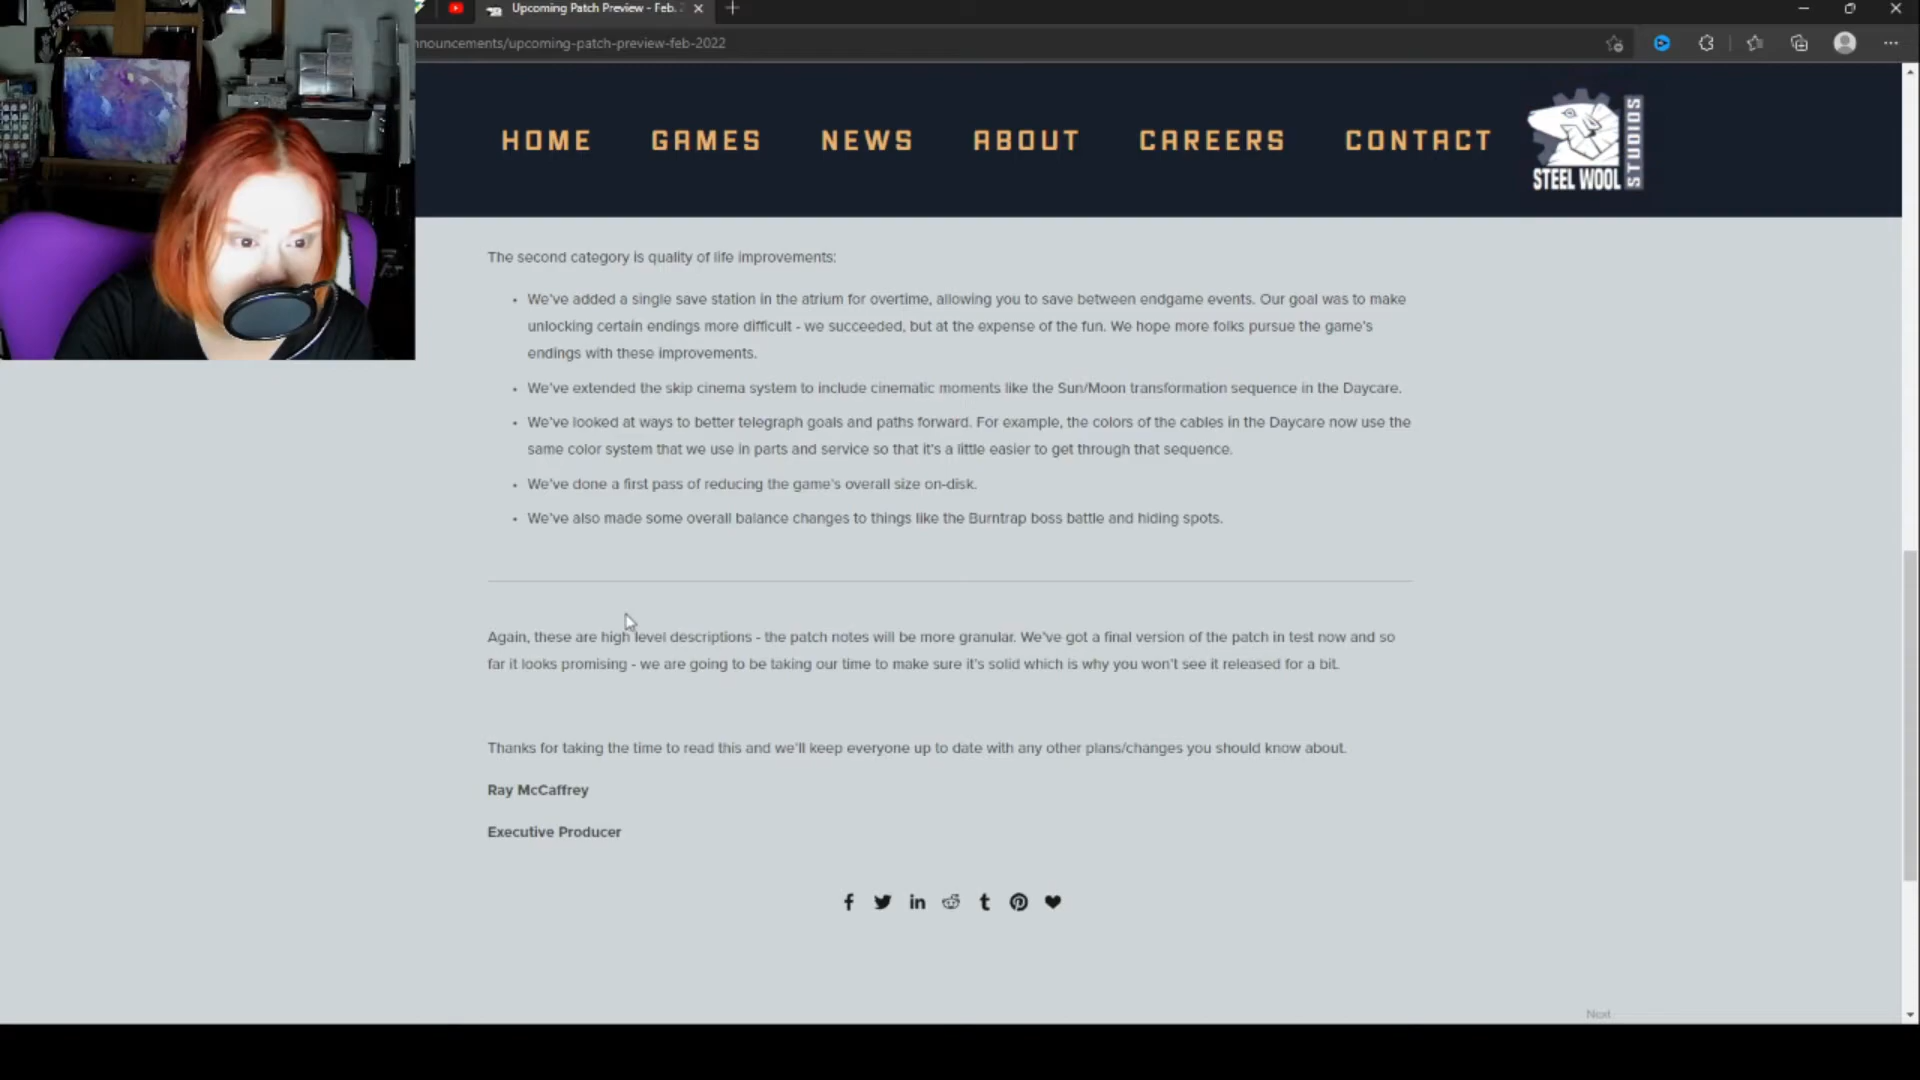 Upcoming Patch Preview - Feb.
nnouncements/upcoming-patch-preview-feb-2022
HOME GAMES NEWS ABOUT CAREERS CONTACT
STEEL WOOL STUDIOS
The second category is quality of life improvements:
• We've added a single save station in the atrium for overtime, allowing you to save between endgame events. Our goal was to make
unlocking certain endings more difficult - we succeeded, but at the expense of the fun. We hope more folks pursue the game's
endings with these improvements.
• We've extended the skip cinema system to include cinematic moments like the Sun/Moon transformation sequence in the Daycare.
• We've looked at ways to better telegraph goals and paths forward. For example, the colors of the cables in the Daycare now use the
same color system that we use in parts and service so that it's a little easier to get through that sequence.
• We've done a first pass of reducing the game's overall size on-disk.
• We've also made some overall balance changes to things like the Burntrap boss battle and hiding spots.
Again, these are high level descriptions - the patch notes will be more granular. We've got a final version of the patch in test now and so
far it looks promising - we are going to be taking our time to make sure it's solid which is why you won't see it released for a bit.
Thanks for taking the time to read this and we'll keep everyone up to date with any other plans/changes you should know about.
Ray McCaffrey
Executive Producer
Next